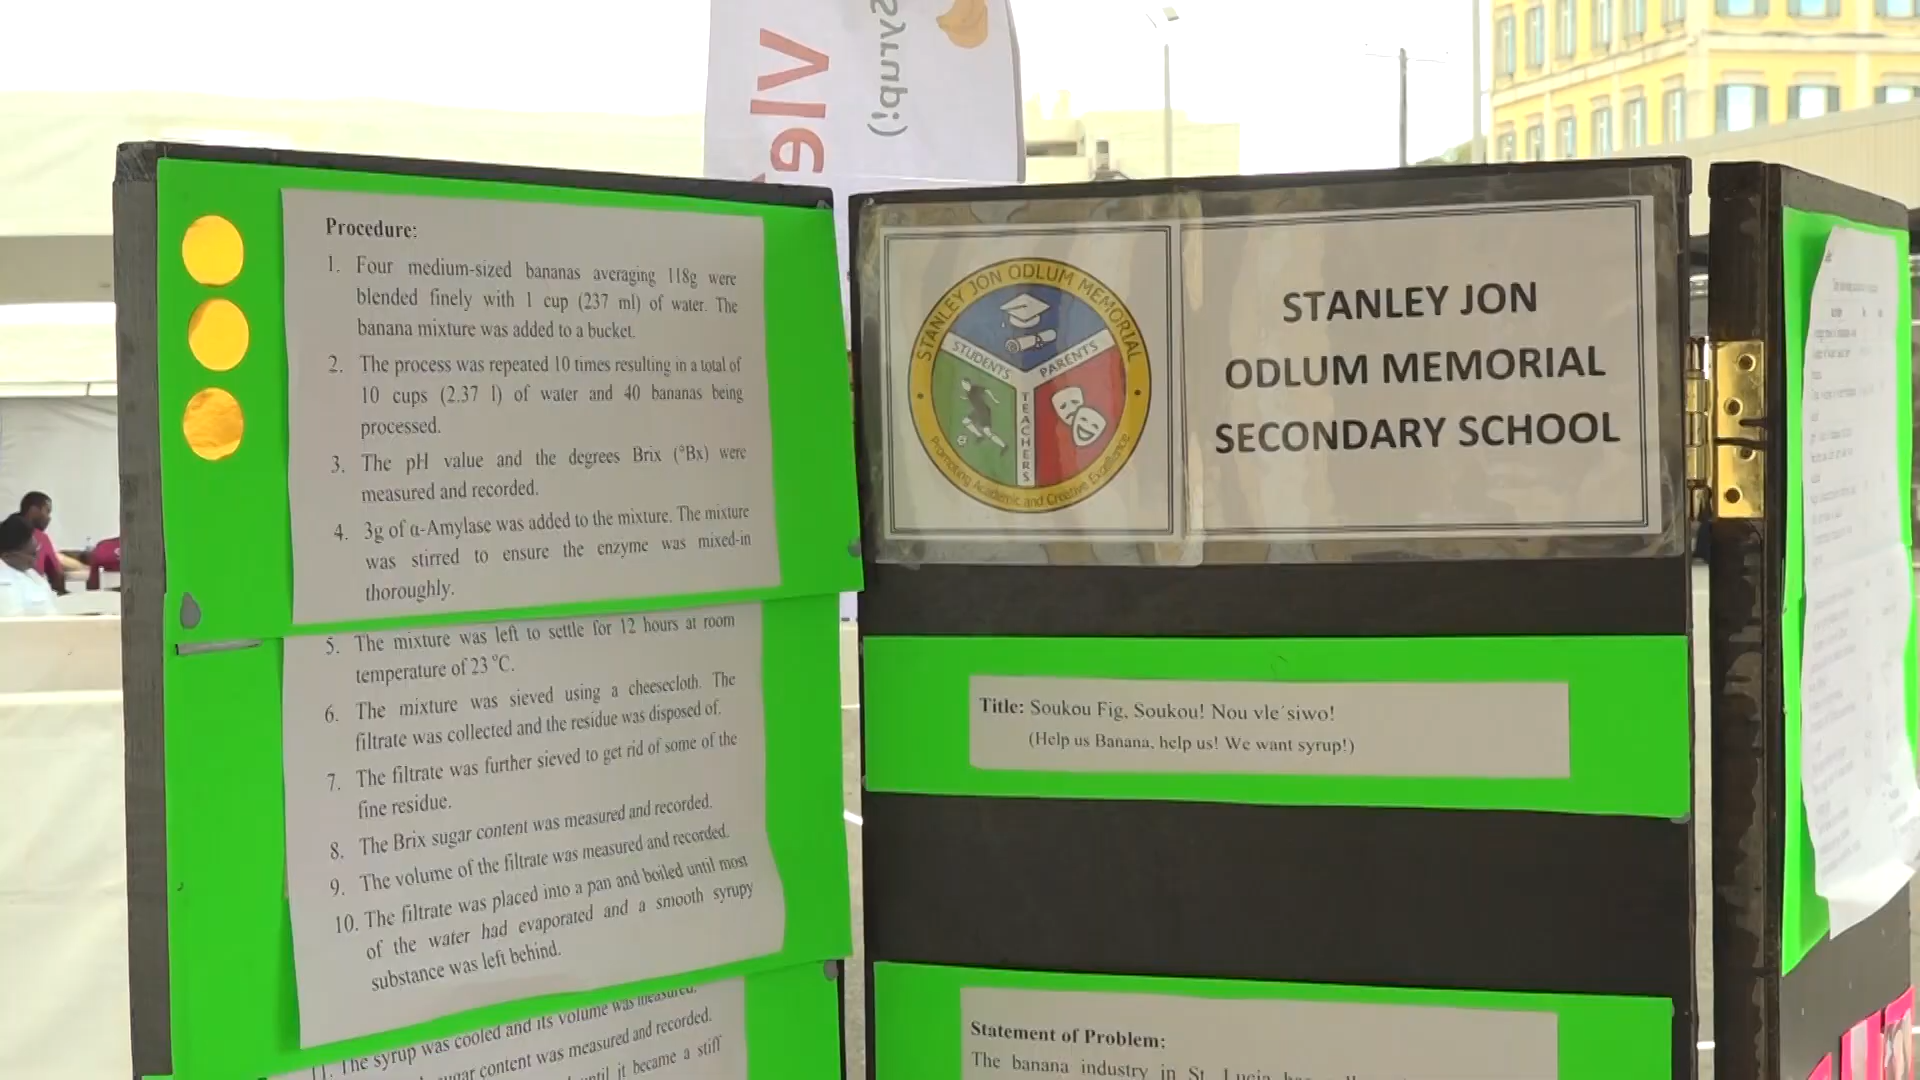 Procedure:
1. Four medium-sized bananas averaging 118g were
blended finely with 1 cup (237 ml) of water. The
banana mixture was added to a bucket.
2. The process was repeated 10 times resulting in a total of
10 cups (2.37 l) of water and 40 bananas being
processed.
3. The pH value and the degrees Brix (°Bx) were
measured and recorded.
4. 3g of α-Amylase was added to the mixture. The mixture
was stirred to ensure the enzyme was mixed-in
thoroughly.
5. The mixture was left to settle for 12 hours at room
temperature of 23 °C.
6. The mixture was sieved using a cheesecloth. The
filtrate was collected and the residue was disposed of.
7. The filtrate was further sieved to get rid of some of the
fine residue.
8. The Brix sugar content was measured and recorded.
9. The volume of the filtrate was measured and recorded.
10. The filtrate was placed into a pan and boiled until most
of the water had evaporated and a smooth syrupy
substance was left behind.
11. The syrup was cooled and its volume was measured.
sugar content was measured and recorded.
until it became a stiff
STANLEY JON ODLUM MEMORIAL
STUDENTS
PARENTS
TEACHERS
Promoting Academic and Creative Excellence
STANLEY JON
ODLUM MEMORIAL
SECONDARY SCHOOL
Title: Soukou Fig, Soukou! Nou vle´siwo!
(Help us Banana, help us! We want syrup!)
Statement of Problem:
The banana industry in St. Lucia